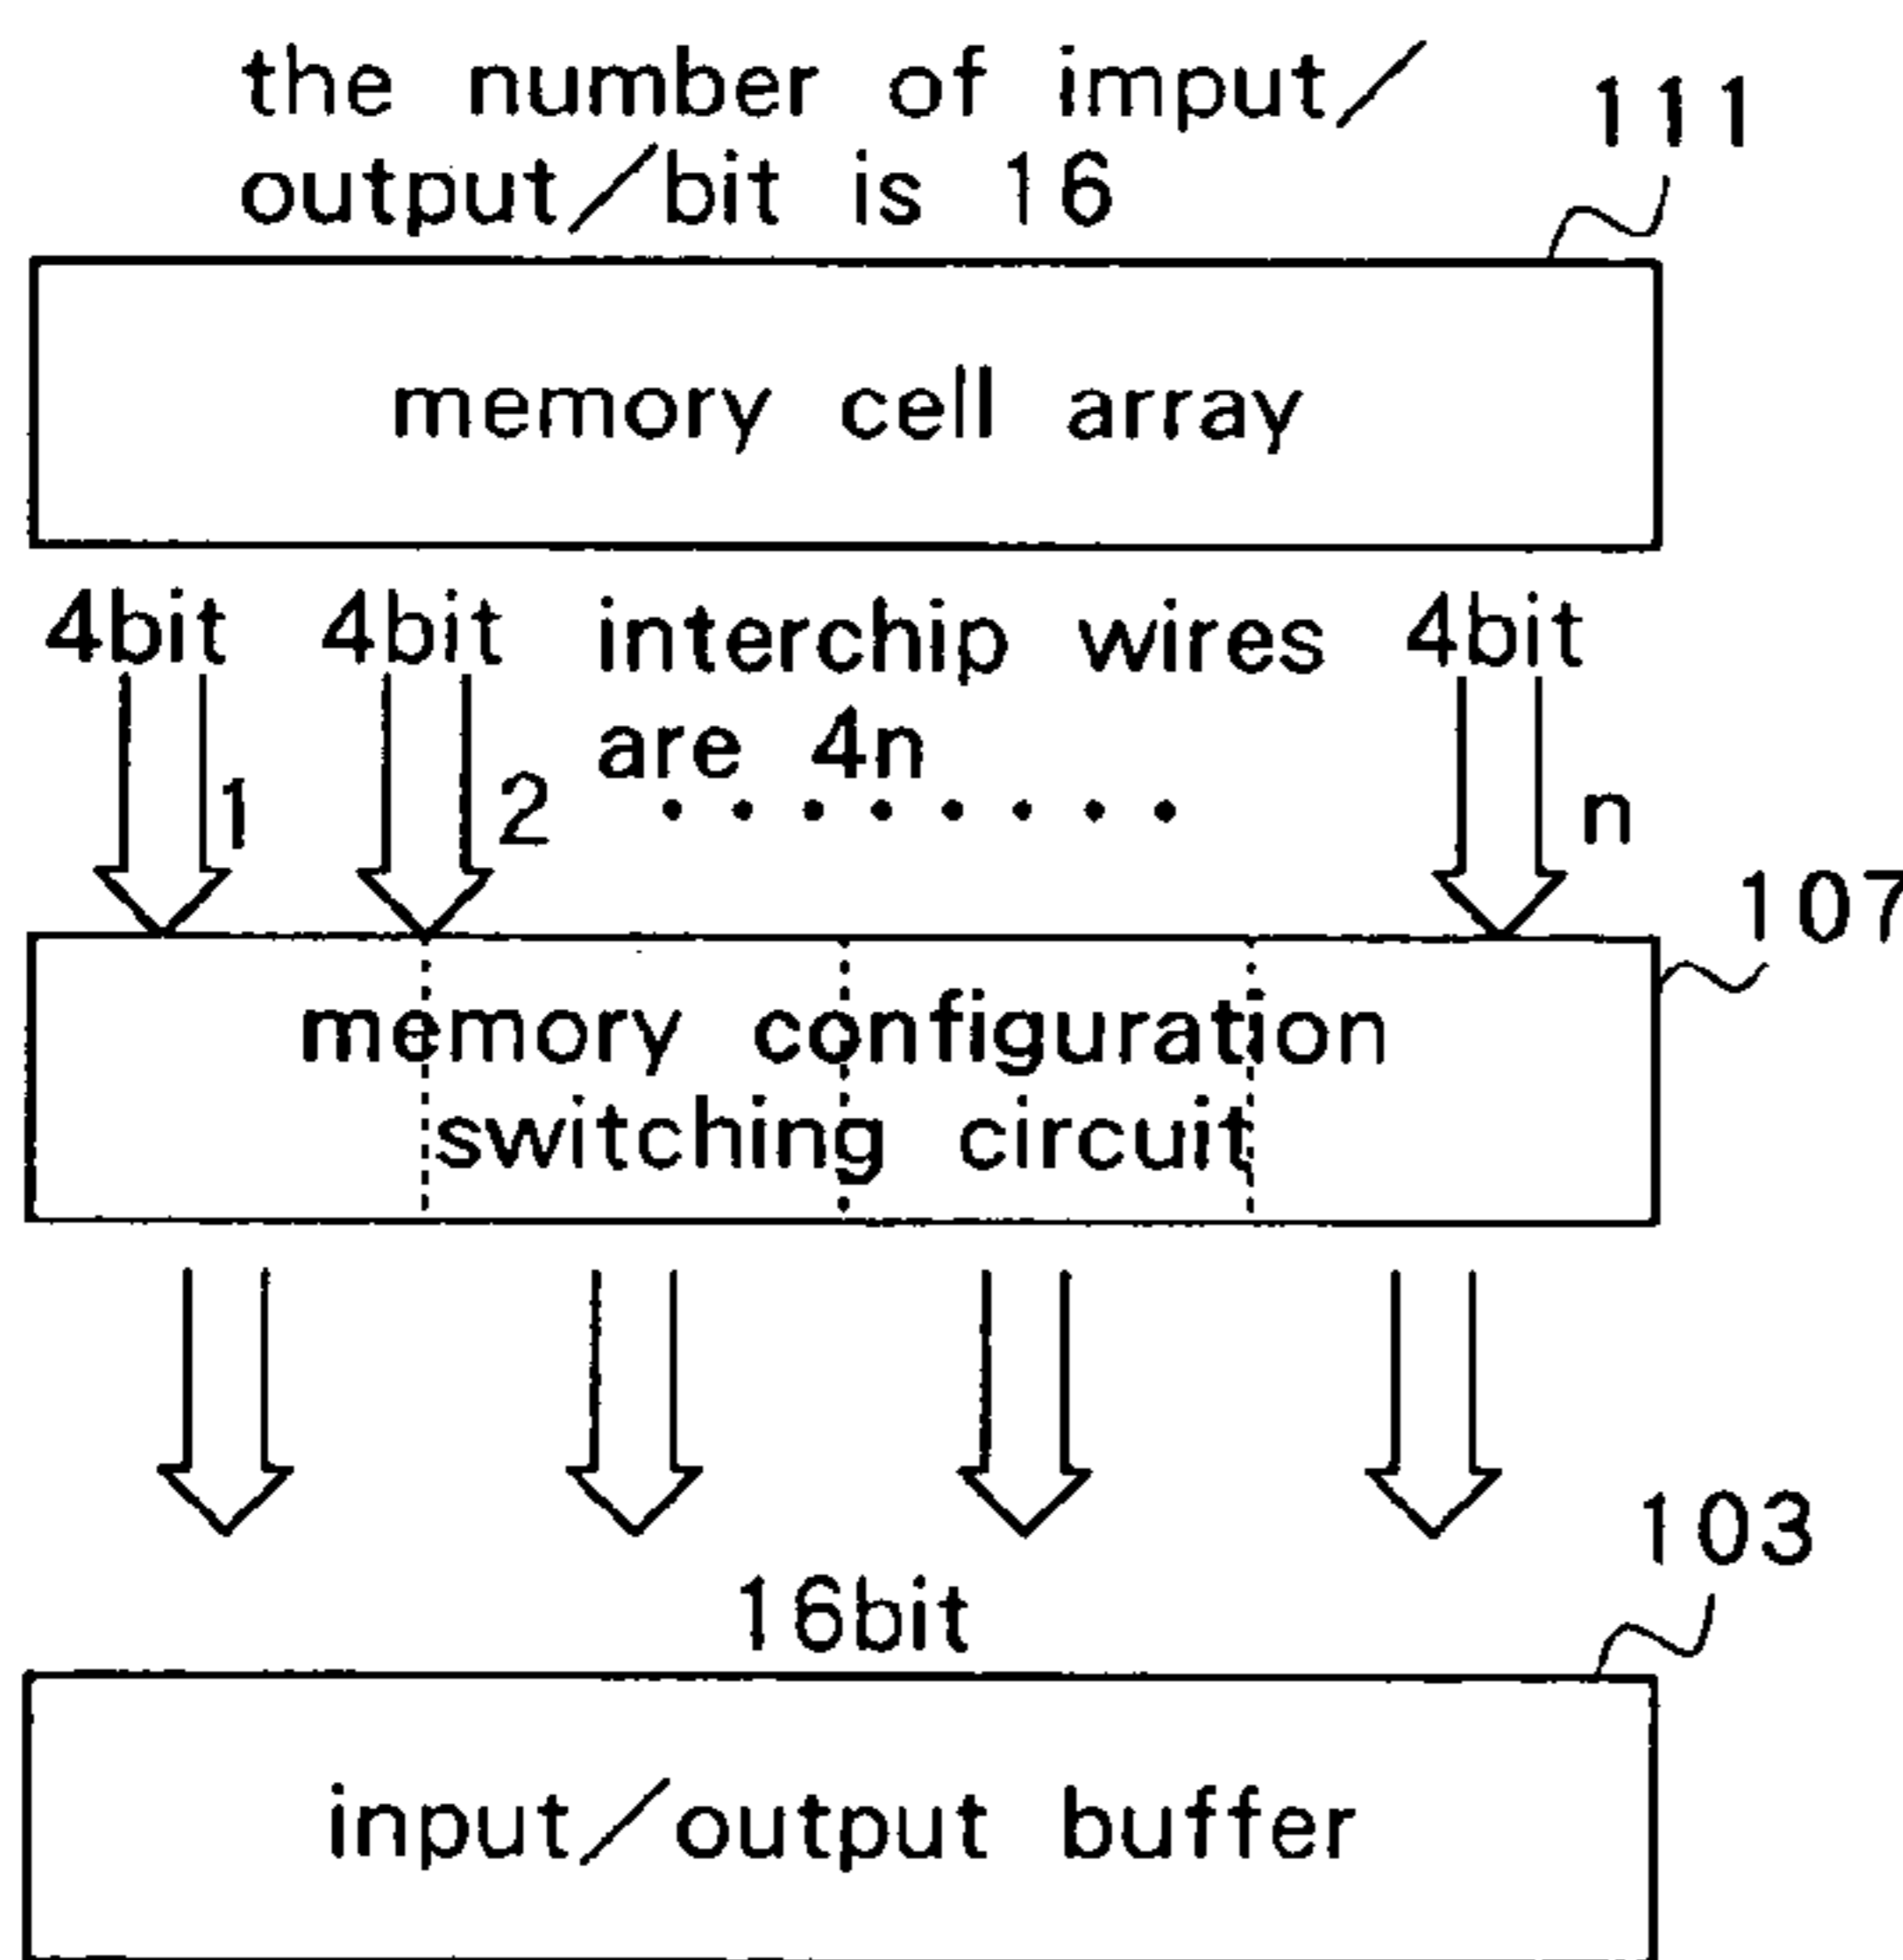 the number of imput/
output/bit is 16
111
memory cell array
4bit 4bit interchip wires 4bit
are 4n
1 2 n
107
memory configuration
switching circuit
103
16bit
input/output buffer